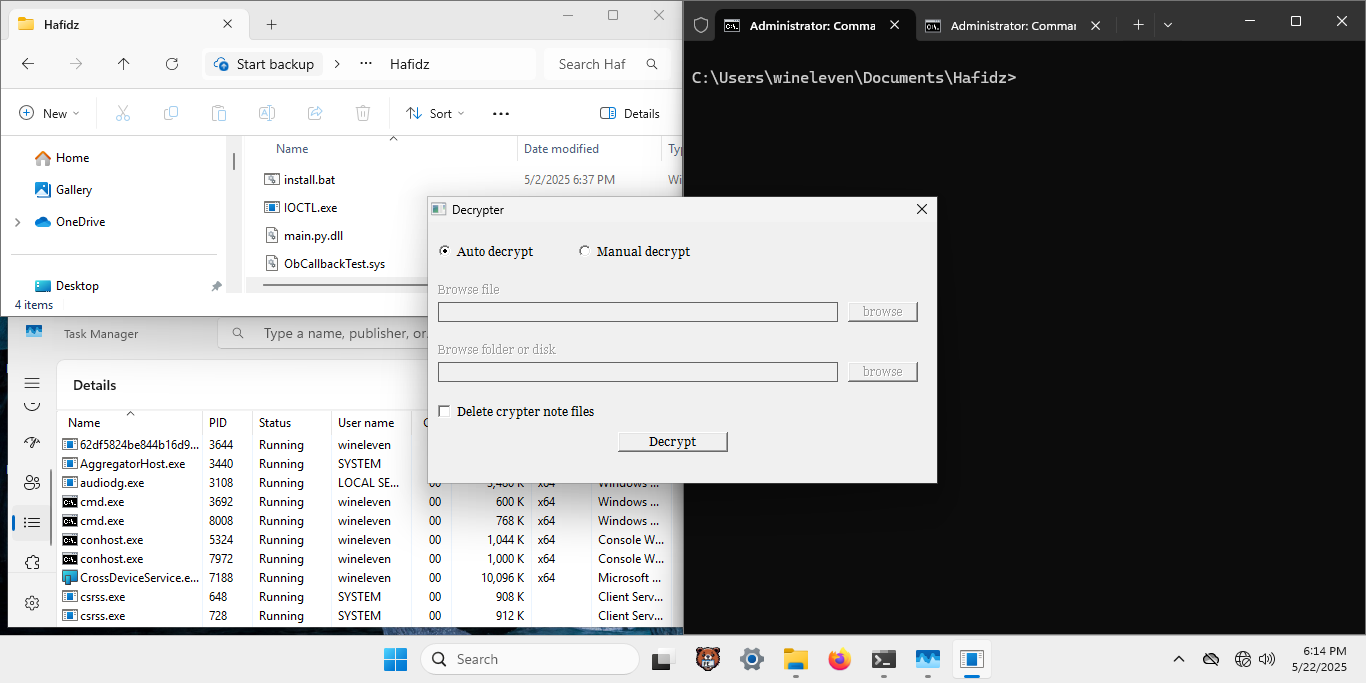 Hafidz
Start backup
Hafidz
Search Haf
New
Sort
Details
Home
Gallery
OneDrive
Desktop
4 items
Name
Date modified
install.bat
5/2/2025 6:37 PM
IOCTL.exe
main.py.dll
ObCallbackTest.sys
Administrator: Comma
Administrator: Comma
C:\Users\wineleven\Documents\Hafidz>
Decrypter
Auto decrypt
Manual decrypt
Browse file
browse
Browse folder or disk
browse
Delete crypter note files
Decrypt
Task Manager
Type a name, publisher, or
Details
Name PID Status User name
62df5824be844b16d9... 3644 Running wineleven
AggregatorHost.exe 3440 Running SYSTEM
audiodg.exe 3108 Running LOCAL SE... x64 Windows ...
cmd.exe 3692 Running wineleven 00 600 K x64 Windows ...
cmd.exe 8008 Running wineleven 00 768 K x64 Windows ...
conhost.exe 5324 Running wineleven 00 1,044 K x64 Console W...
conhost.exe 7972 Running wineleven 00 1,000 K x64 Console W...
CrossDeviceService.e... 7188 Running wineleven 00 10,096 K x64 Microsoft ...
csrss.exe 648 Running SYSTEM 00 908 K Client Serv...
csrss.exe 728 Running SYSTEM 00 912 K Client Serv...
Search
6:14 PM
5/22/2025